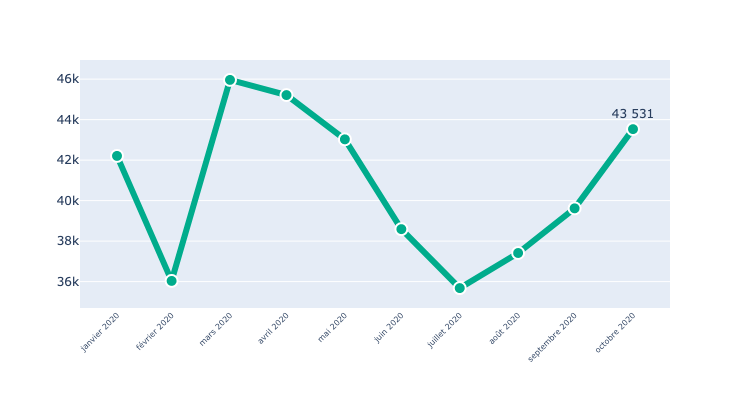 46k
44k
43 531
42k
40k
38k
36k
janvier 2020
février 2020
mars 2020
avril 2020
mai 2020
juin 2020
juillet 2020
août 2020
septembre 2020
octobre 2020